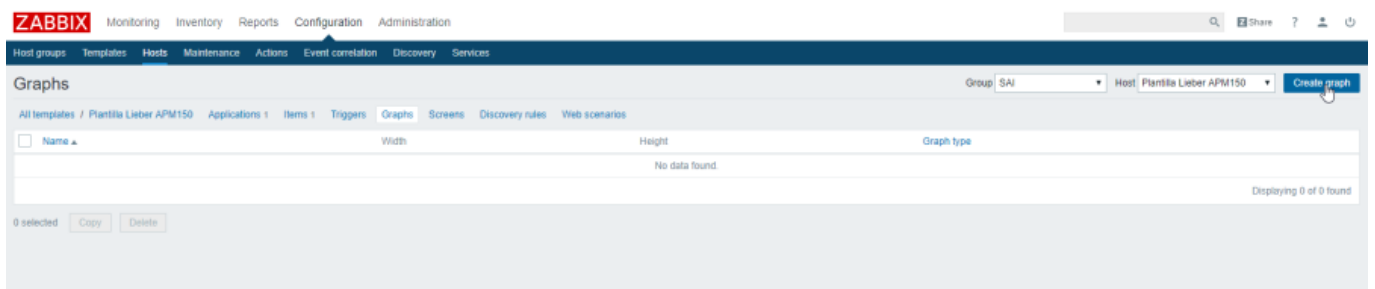 ZABBIX Monitoring Inventory Reports Configuration Administration Z Share ?
Host groups Templates Hosts Maintenance Actions Event correlation Discovery Services
Graphs Group SAI Host Plantilla Lieber APM150 Create graph
All templates / Plantilla Lieber APM150 Applications 1 Items 1 Triggers Graphs Screens Discovery rules Web scenarios
Name Width Height Graph type
No data found.
Displaying 0 of 0 found
0 selected Copy Delete